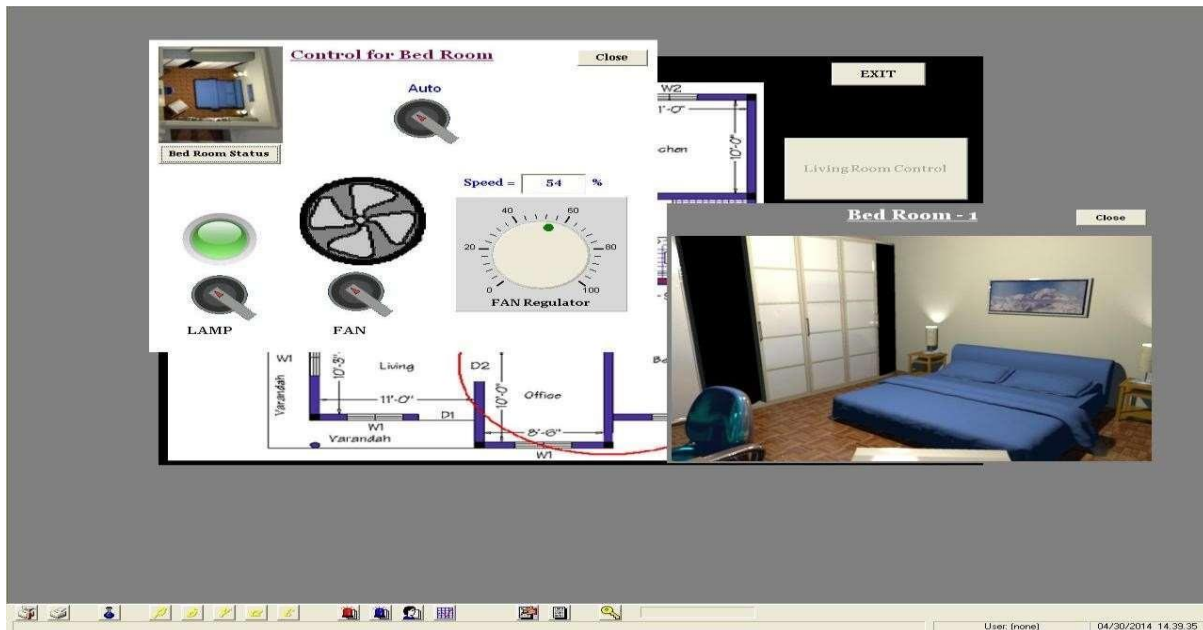 Control for Bed Room
Close
Auto
Bed Room Status
Speed = 54 %
0 20 40 60 80 100
FAN Regulator
LAMP
FAN
EXIT
Living Room Control
W2
1'-0"
10'-0"
chen
Bed Room - 1
Close
W1
10'-8"
Living
D2
10'-0"
Office
Varandah
11'-0"
D1
8'-6"
W1
Varandah
W1
User: [none]
04/30/2014 14.39.35